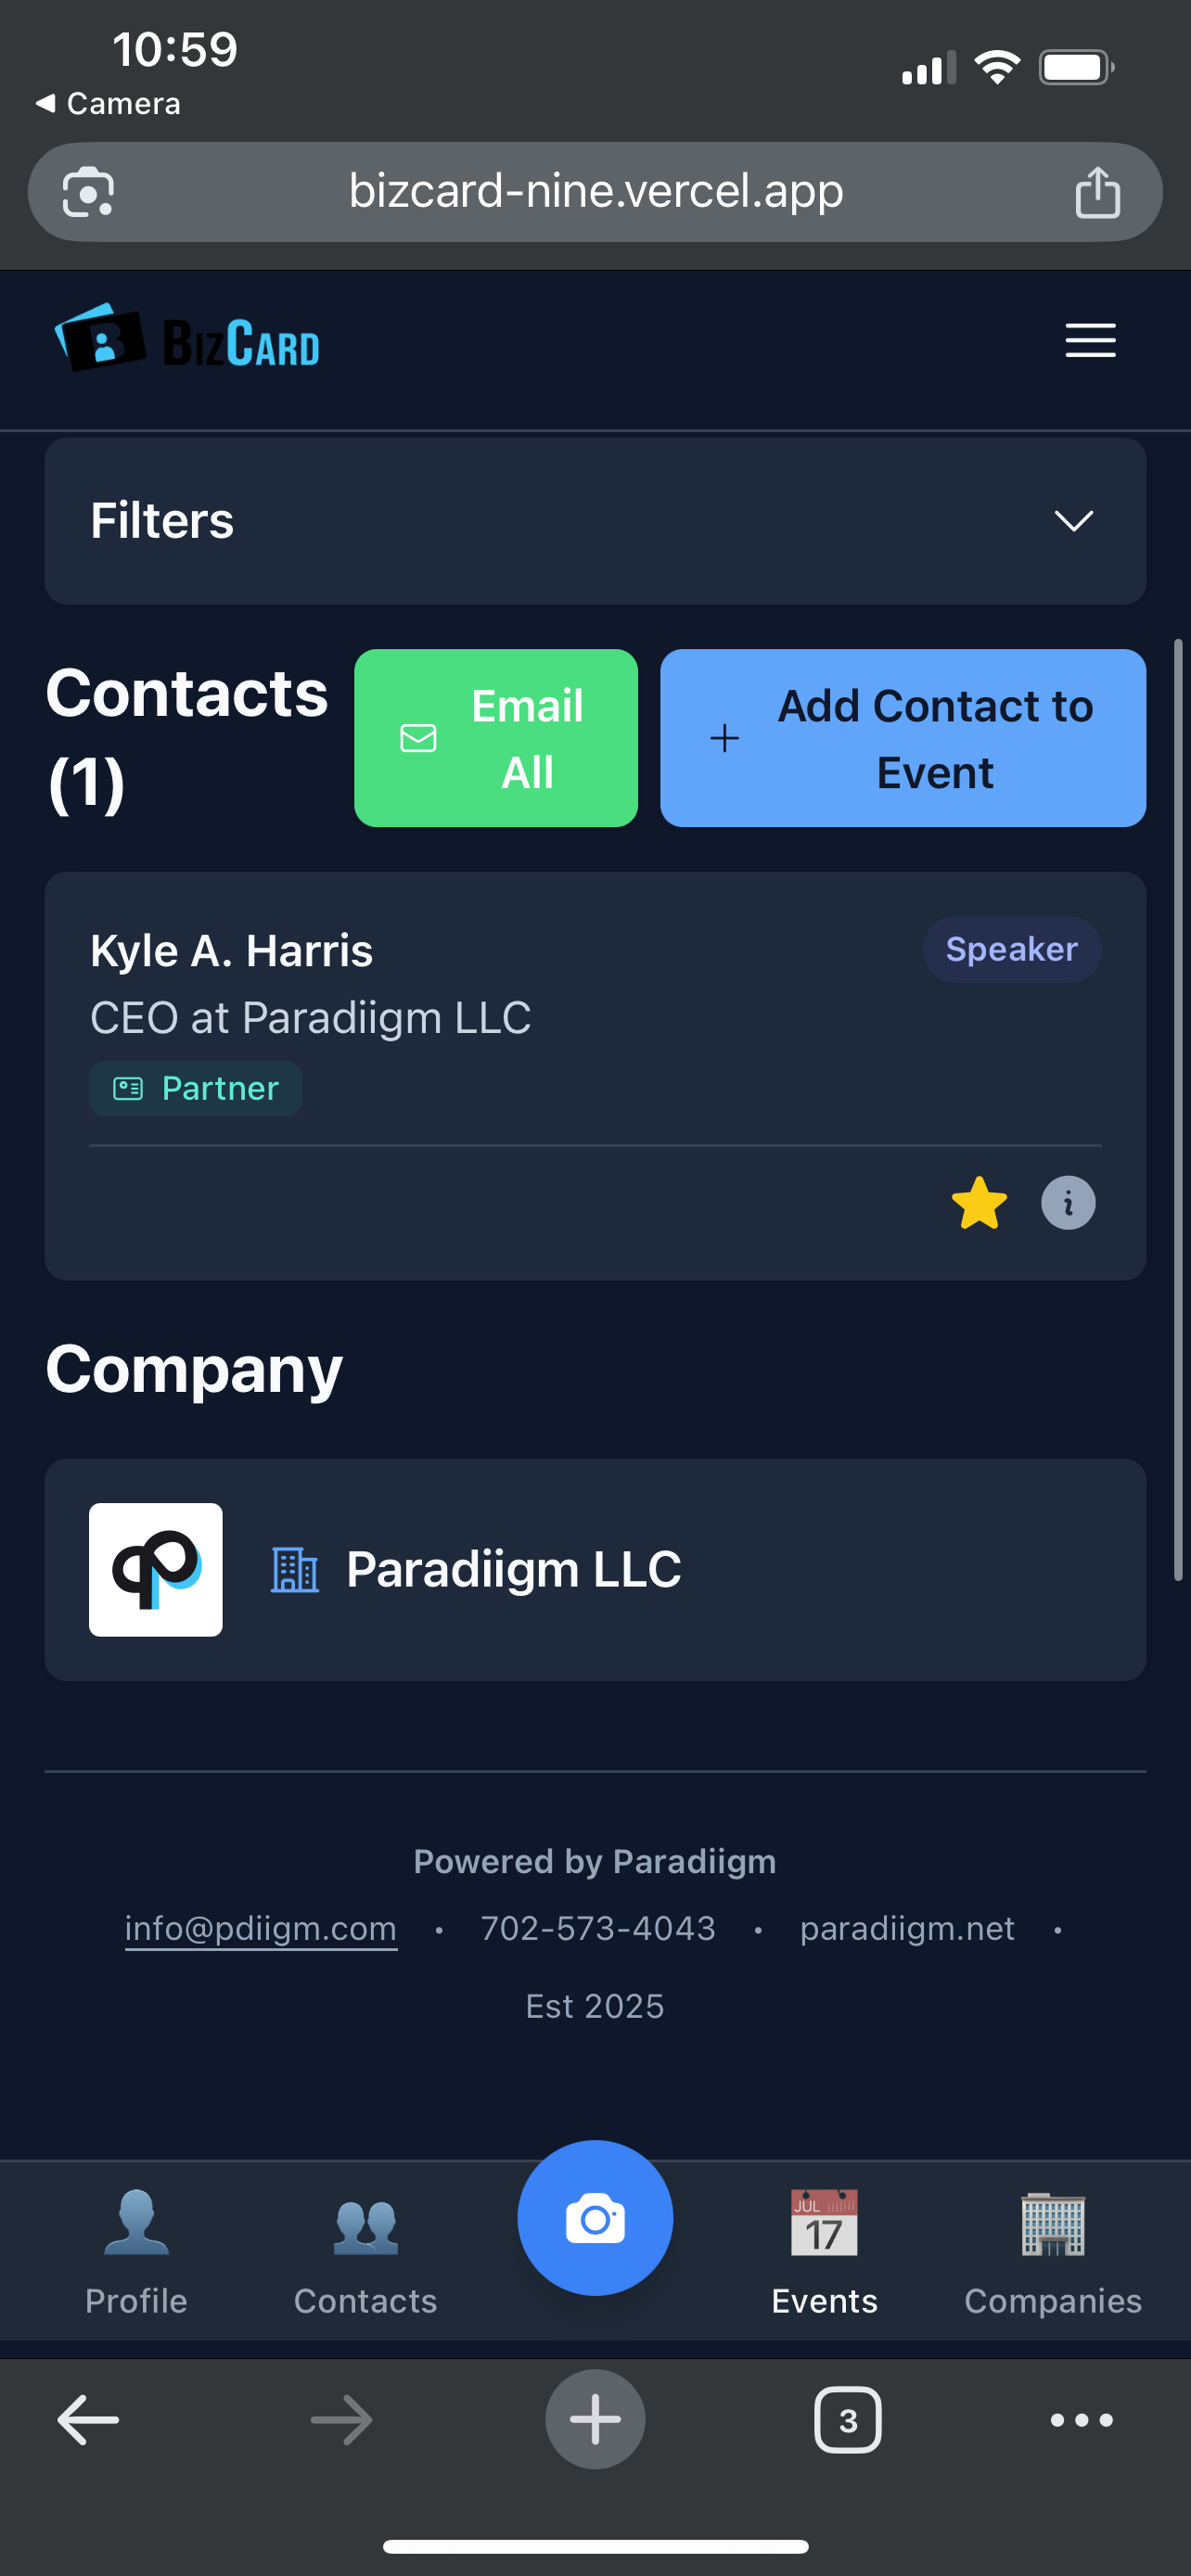 10:59
Camera
bizcard-nine.vercel.app
B BIZCARD
Filters
Contacts
(1)
Email
All
Add Contact to
Event
Kyle A. Harris
Speaker
CEO at Paradiigm LLC
Partner
Company
Paradiigm LLC
Powered by Paradiigm
info@pdiigm.com • 702-573-4043 • paradiigm.net •
Est 2025
JUL
17
Profile
Contacts
Events
Companies
3